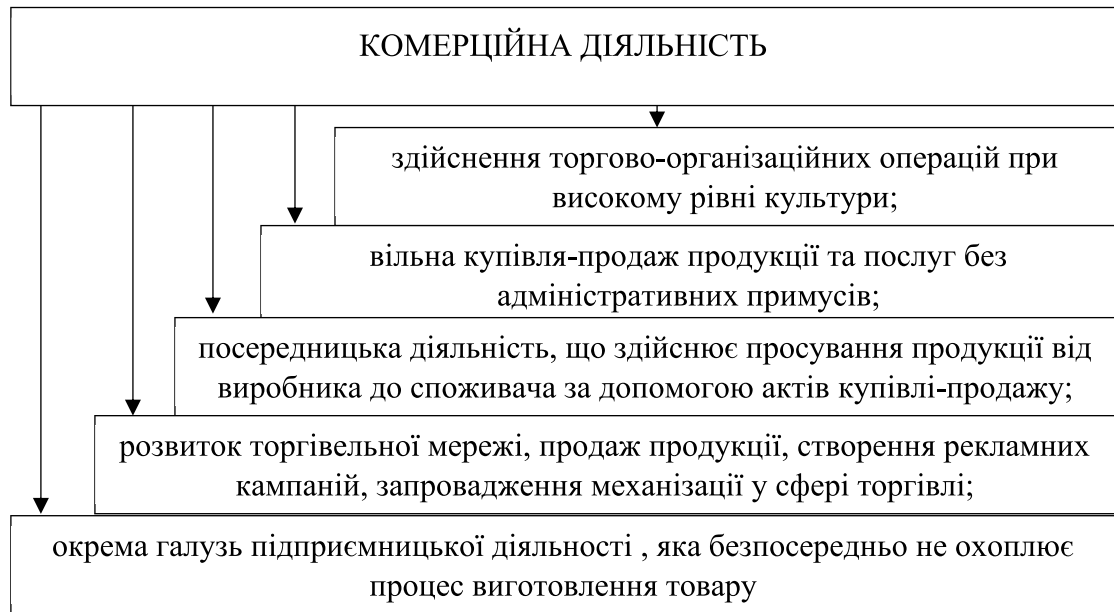 КОМЕРЦІЙНА ДІЯЛЬНІСТЬ
здійснення торгово-організаційних операцій при
високому рівні культури;
вільна купівля-продаж продукції та послуг без
адміністративних примусів;
посередницька діяльність, що здійснює просування продукції від
виробника до споживача за допомогою актів купівлі-продажу;
розвиток торгівельної мережі, продаж продукції, створення рекламних
кампаній, запровадження механізації у сфері торгівлі;
окрема галузь підприємницької діяльності , яка безпосередньо не охоплює
процес виготовлення товару